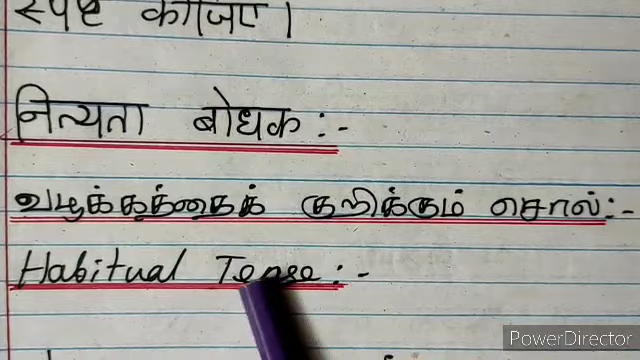 स्पष्ट कीजिए।
नित्यता बोधक :-
வழக்கத்தைக் குறிக்கும் சொல் :-
Habitual Tense :-
PowerDirector